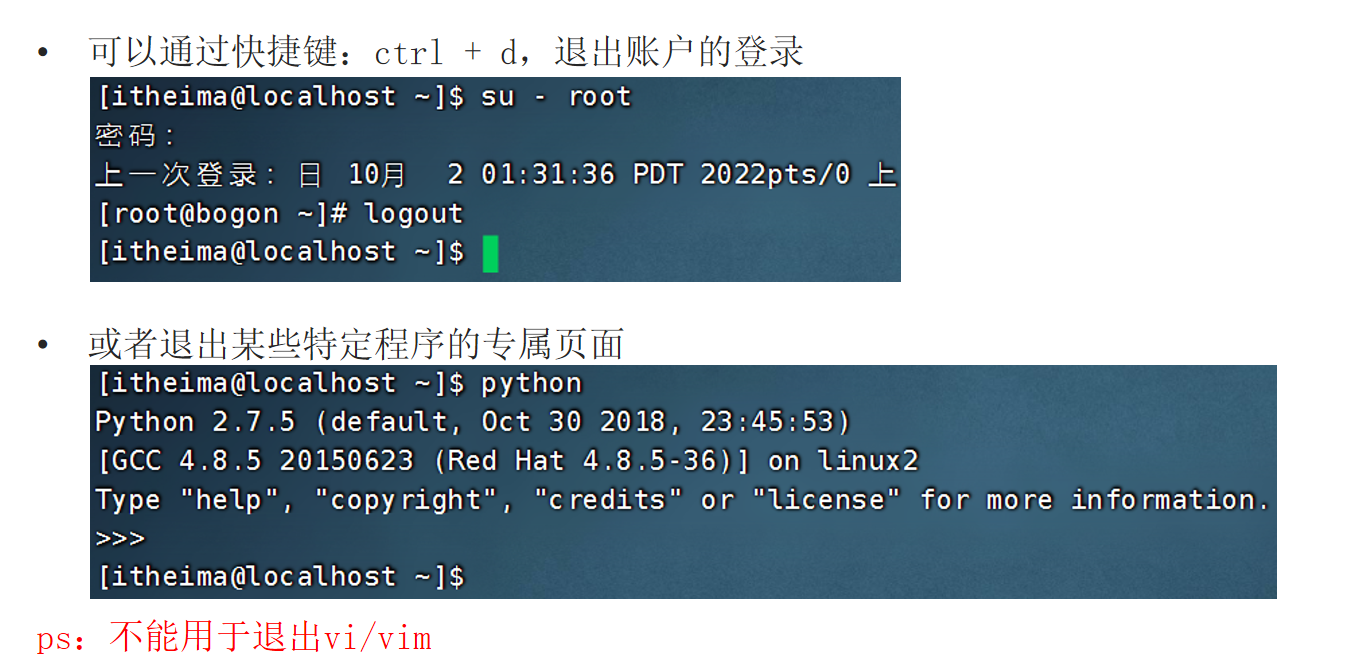 • 可以通过快捷键：ctrl + d，退出账户的登录
[itheima@localhost ~]$ su - root
密码：
上一次登录：日 10月  2 01:31:36 PDT 2022pts/0 上
[root@bogon ~]# logout
[itheima@localhost ~]$
• 或者退出某些特定程序的专属页面
[itheima@localhost ~]$ python
Python 2.7.5 (default, Oct 30 2018, 23:45:53)
[GCC 4.8.5 20150623 (Red Hat 4.8.5-36)] on linux2
Type "help", "copyright", "credits" or "license" for more information.
>>>
[itheima@localhost ~]$
ps：不能用于退出vi/vim